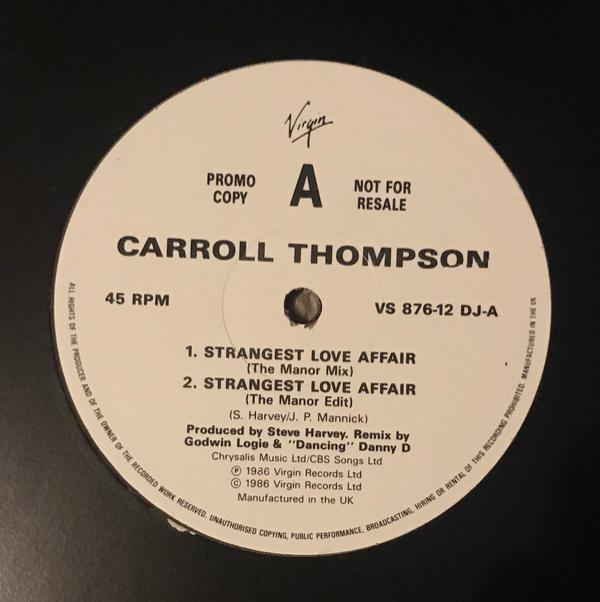 Virgin
PROMO COPY
A
NOT FOR RESALE
CARROLL THOMPSON
45 RPM
VS 876-12 DJ-A
1. STRANGEST LOVE AFFAIR
(The Manor Mix)
2. STRANGEST LOVE AFFAIR
(The Manor Edit)
(S. Harvey/J. P. Mannick)
Produced by Steve Harvey. Remix by
Godwin Logie & "Dancing" Danny D
Chrysalis Music Ltd/CBS Songs Ltd
℗ 1986 Virgin Records Ltd
© 1986 Virgin Records Ltd
Manufactured in the UK
ALL RIGHTS OF THE PRODUCER AND OF THE OWNER OF THE RECORDED WORK RESERVED. UNAUTHORISED COPYING, PUBLIC PERFORMANCE, BROADCASTING, HIRING OR RENTAL OF THIS RECORDING PROHIBITED. MANUFACTURED IN THE UK